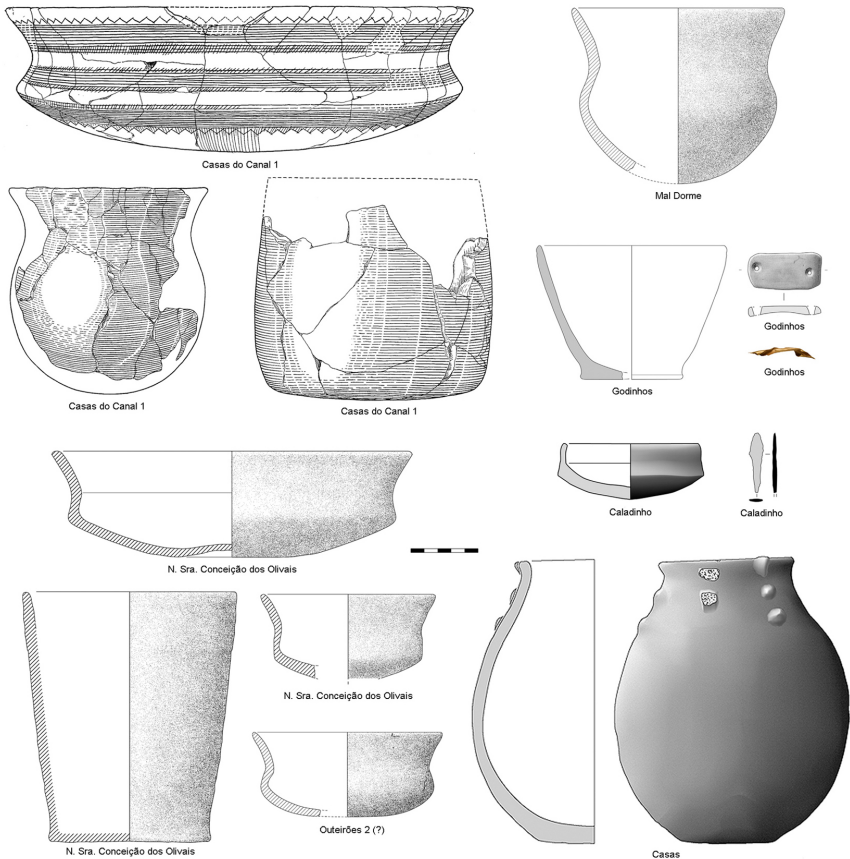 Casas do Canal 1
Mal Dorme
Casas do Canal 1
Casas do Canal 1
Godinhos
Godinhos
Godinhos
N. Sra. Conceição dos Olivais
Caladinho
Caladinho
N. Sra. Conceição dos Olivais
N. Sra. Conceição dos Olivais
Outeirões 2 (?)
Casas